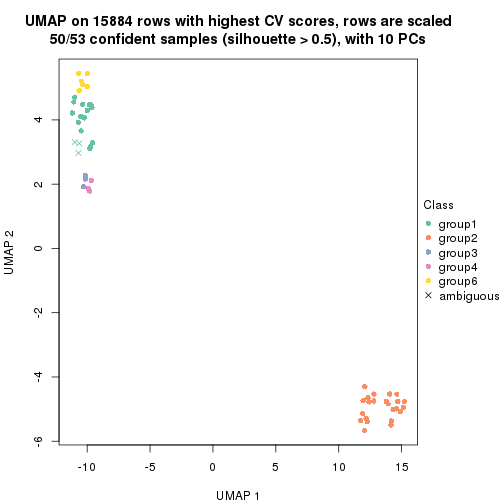 UMAP on 15884 rows with highest CV scores, rows are scaled
50/53 confident samples (silhouette > 0.5), with 10 PCs
4
2
0
-2
-4
-6
UMAP 2
-10
-5
0
5
10
15
UMAP 1
Class
group1
group2
group3
group4
group6
ambiguous